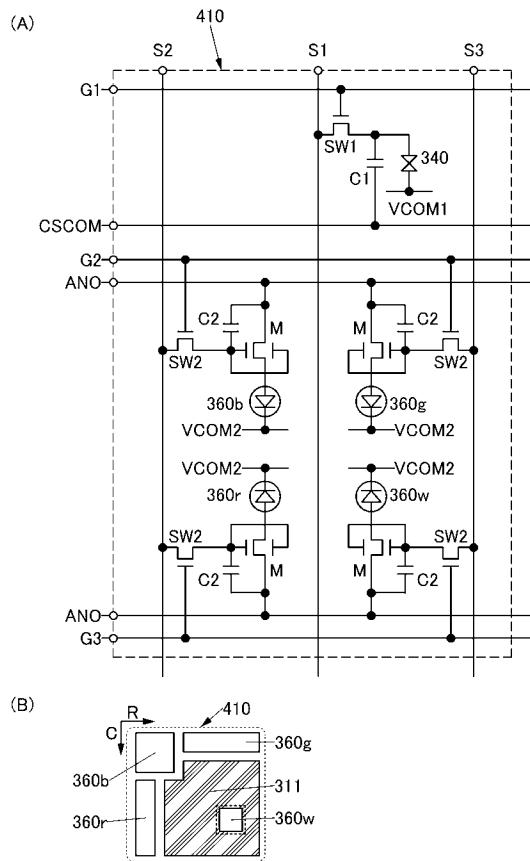 (A)
410
S2 S1 S3
G1
SW1
340
C1
VCOM1
CSCOM
G2
ANO
C2 M M C2
SW2 SW2
360b 360g
VCOM2 VCOM2
VCOM2 VCOM2
360r 360w
SW2 SW2
C2 M M C2
ANO
G3
(B)
410
R
C
360g
360b
311
360r
360w